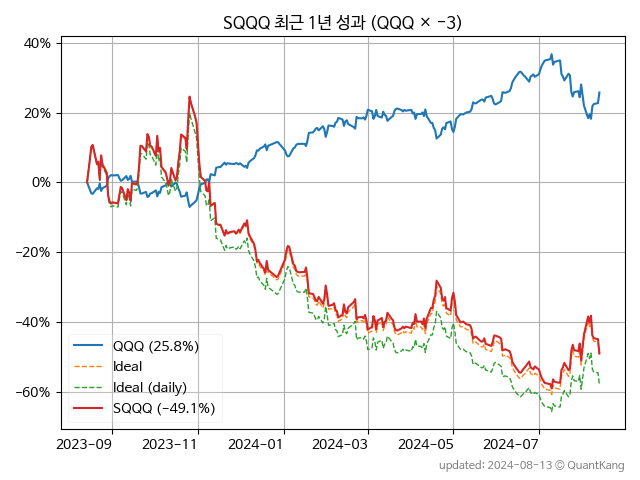 SQQQ 최근 1년 성과 (QQQ × −3)
40%
20%
0%
−20%
−40%
−60%
QQQ (25.8%)
Ideal
Ideal (daily)
SQQQ (−49.1%)
2023-09
2023-11
2024-01
2024-03
2024-05
2024-07
updated: 2024-08-13 © QuantKang